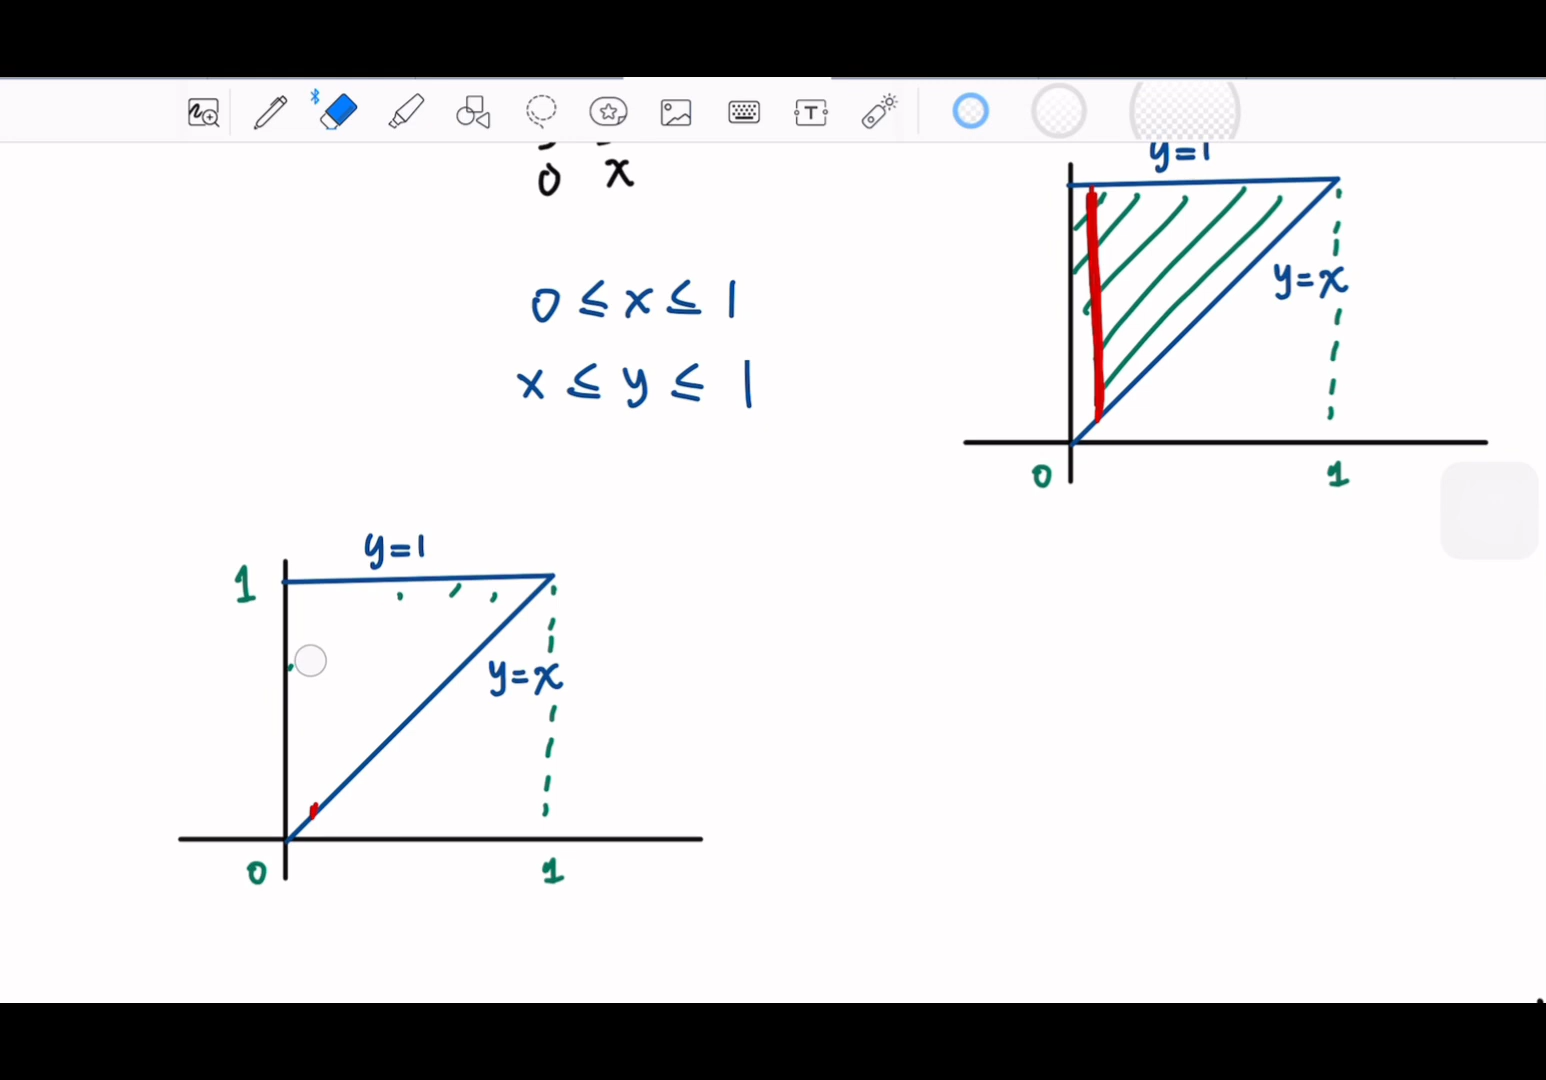 0 x
0 ≤ x ≤ 1
x ≤ y ≤ 1
y=1
y=x
0 1
y=1
1
y=x
0 1
T